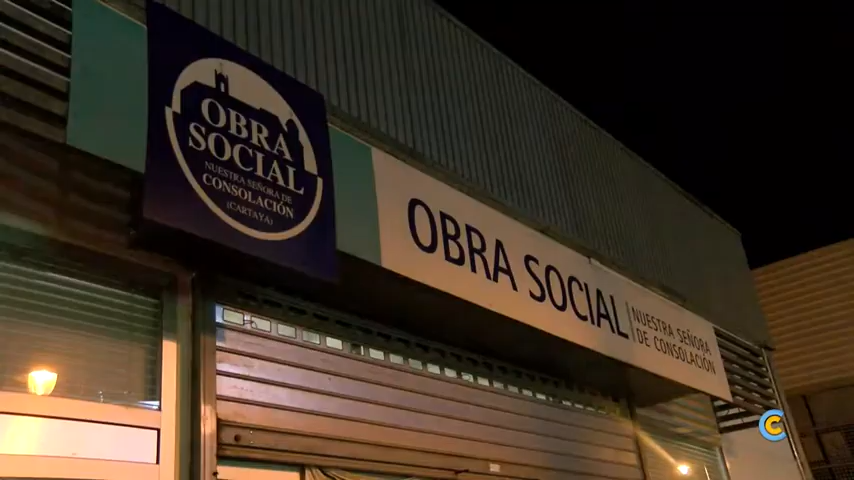 OBRA
SOCIAL
NUESTRA SEÑORA DE
CONSOLACIÓN
(CARTAYA)
OBRA SOCIAL
NUESTRA SEÑORA
DE CONSOLACIÓN
C